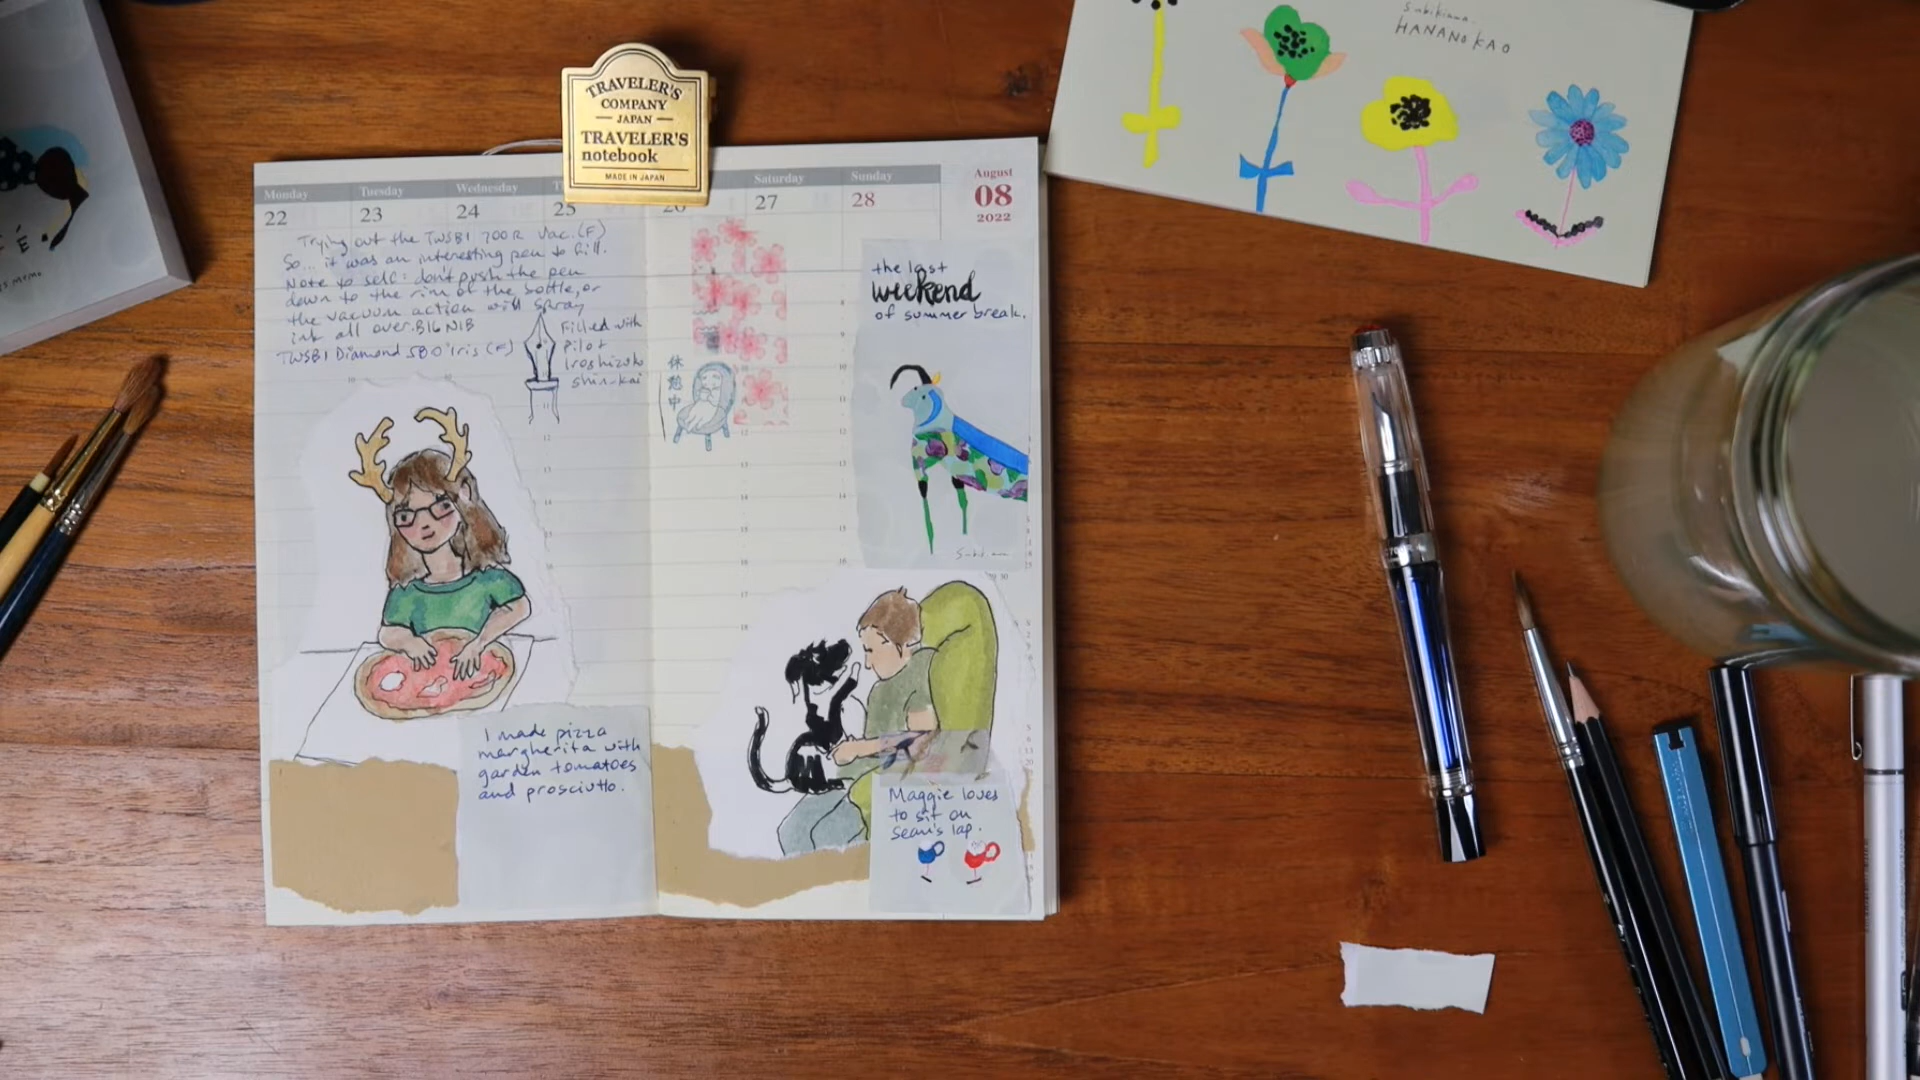 TRAVELER'S
COMPANY
JAPAN
TRAVELER'S
notebook
MADE IN JAPAN
Subikiawa
HANANO KAO
Monday
Tuesday
Wednesday
Saturday
Sunday
August
22
23
24
25
26
27
28
08
2022
Trying out the TWSBI 700R Vac. (F)
So... it was an interesting pen to fill.
Note to self: don't push the pen
down to the rim of the bottle, or
the vacuum action will spray
ink all over. BIG NIB
TWSBI Diamond 580 Iris (F)
Filled with
Pilot
Iroshizuku
shin-kai
休憩中
the last
weekend
of summer break.
I made pizza
margherita with
garden tomatoes
and prosciutto.
Maggie loves
to sit on
Sean's lap.